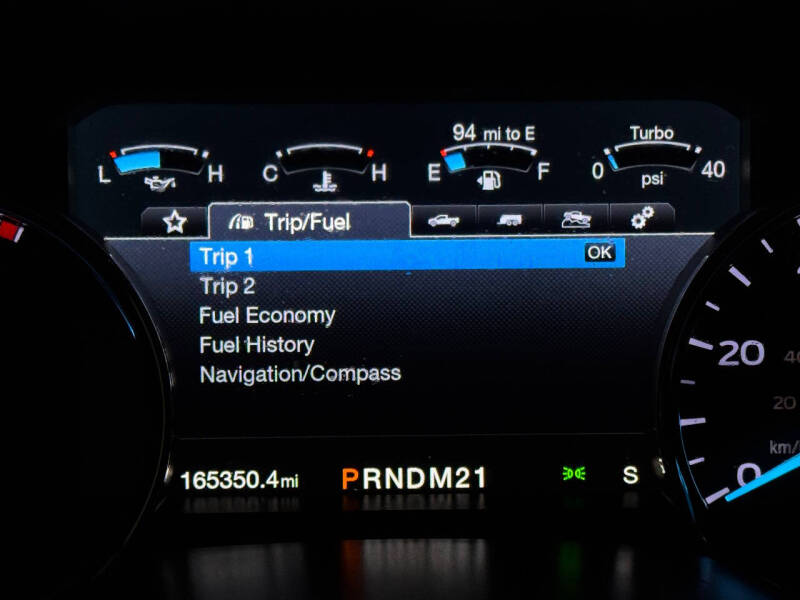 94 mi to E
Turbo
L H C H E F 0 40
psi
Trip/Fuel
Trip 1 OK
Trip 2
Fuel Economy
Fuel History
Navigation/Compass
165350.4mi PRNDM21 S
20
20
km/
0